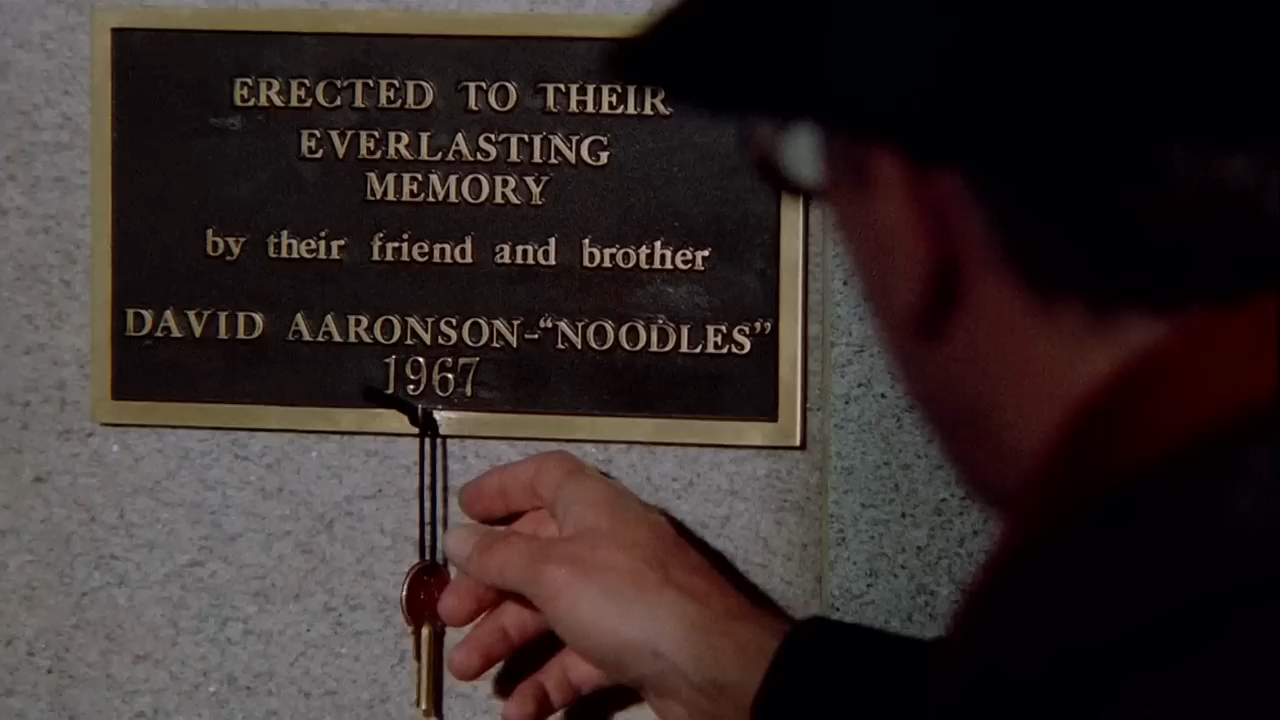 ERECTED TO THEIR
EVERLASTING
MEMORY
by their friend and brother
DAVID AARONSON-“NOODLES”
1967